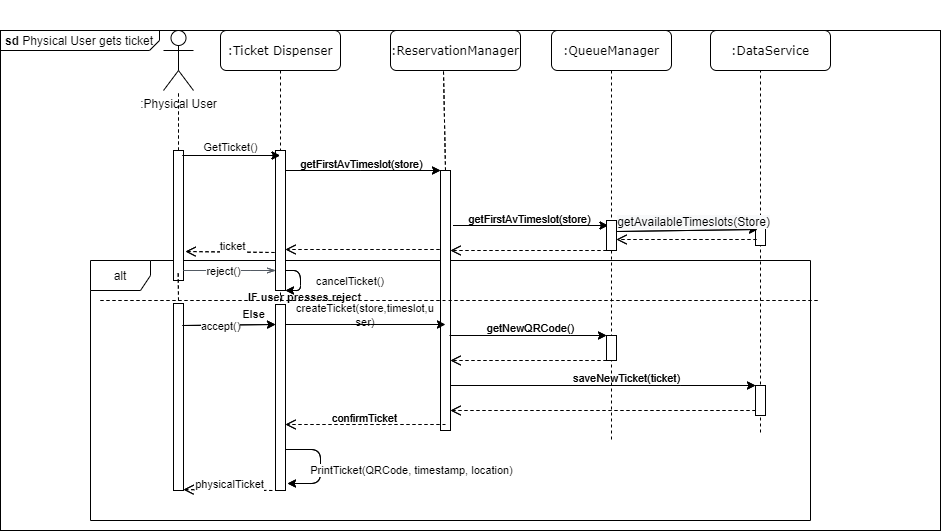 sd Physical User gets ticket
:Ticket Dispenser
:ReservationManager
:QueueManager
:DataService
:Physical User
GetTicket()
getFirstAvTimeslot(store)
getFirstAvTimeslot(store)
getAvailableTimeslots(Store)
ticket
alt
reject()
cancelTicket()
IF user presses reject
Else
createTicket(store,timeslot,u
ser)
accept()
getNewQRCode()
saveNewTicket(ticket)
confirmTicket
PrintTicket(QRCode, timestamp, location)
physicalTicket